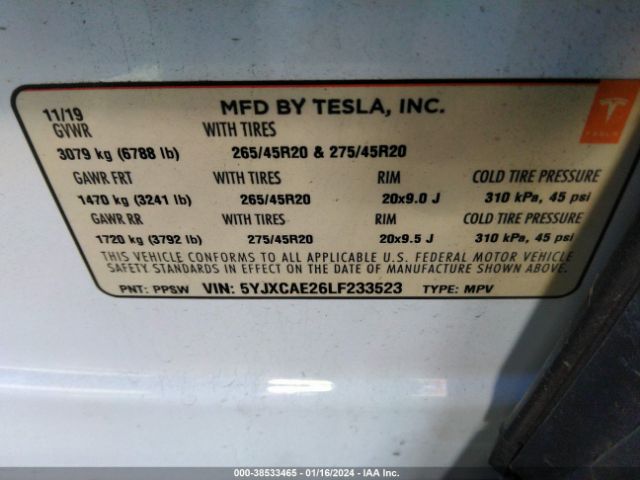 11/19 MFD BY TESLA, INC.
GVWR WITH TIRES
3079 kg (6788 lb) 265/45R20 & 275/45R20
GAWR FRT WITH TIRES RIM COLD TIRE PRESSURE
1470 kg (3241 lb) 265/45R20 20x9.0 J 310 kPa, 45 psi
GAWR RR WITH TIRES RIM COLD TIRE PRESSURE
1720 kg (3792 lb) 275/45R20 20x9.5 J 310 kPa, 45 psi
THIS VEHICLE CONFORMS TO ALL APPLICABLE U.S. FEDERAL MOTOR VEHICLE
SAFETY STANDARDS IN EFFECT ON THE DATE OF MANUFACTURE SHOWN ABOVE.
PNT: PPSW VIN: 5YJXCAE26LF233523 TYPE: MPV
TESLA
000-38533465 - 01/16/2024 - IAA Inc.